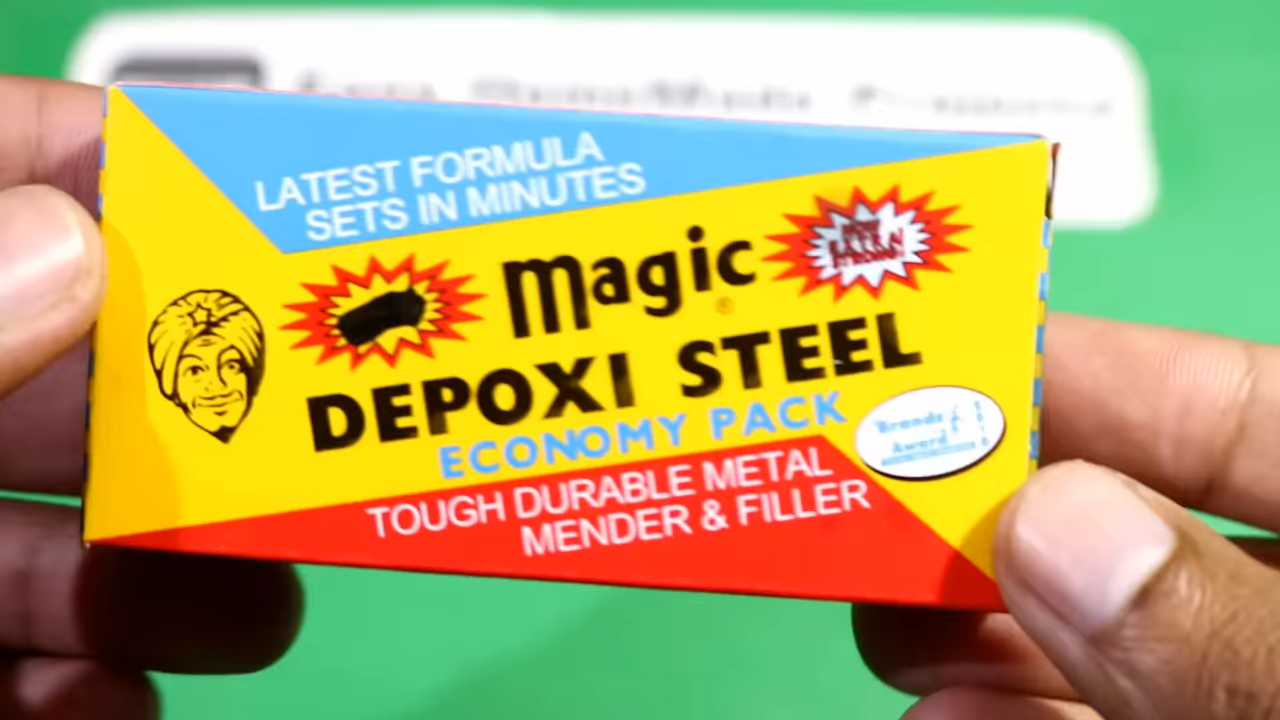 LATEST FORMULA
SETS IN MINUTES
Magic
DEPOXI STEEL
ECONOMY PACK
Brands
Award
TOUGH DURABLE METAL
MENDER & FILLER